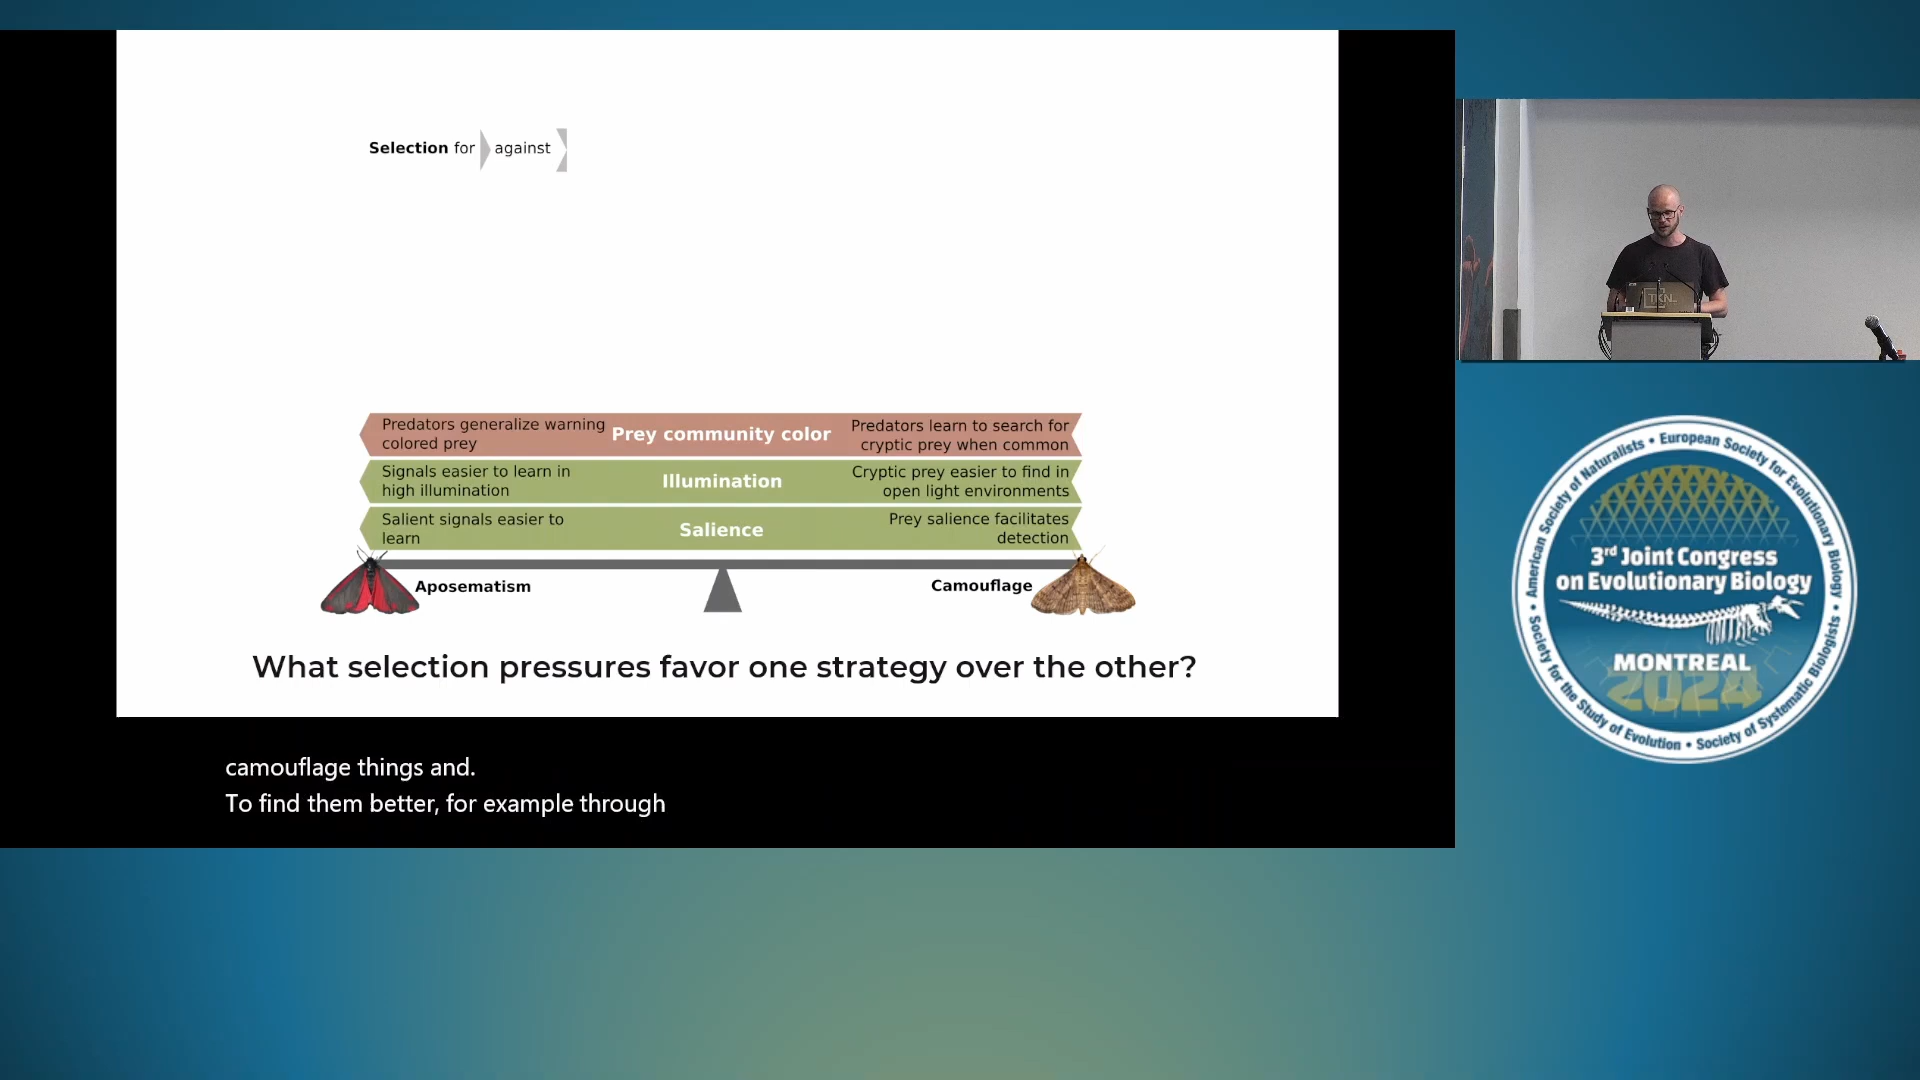 Selection for against
Predators generalize warning
colored prey
Prey community color
Predators learn to search for
cryptic prey when common
Signals easier to learn in
high illumination
Illumination
Cryptic prey easier to find in
open light environments
Salient signals easier to
learn
Salience
Prey salience facilitates
detection
Aposematism
Camouflage
What selection pressures favor one strategy over the other?
camouflage things and.
To find them better, for example through
TKNL
American Society of Naturalists • European Society for Evolutionary Biology • Society of Systematic Biologists • Society for the Study of Evolution •
3rd Joint Congress
on Evolutionary Biology
MONTREAL
2024